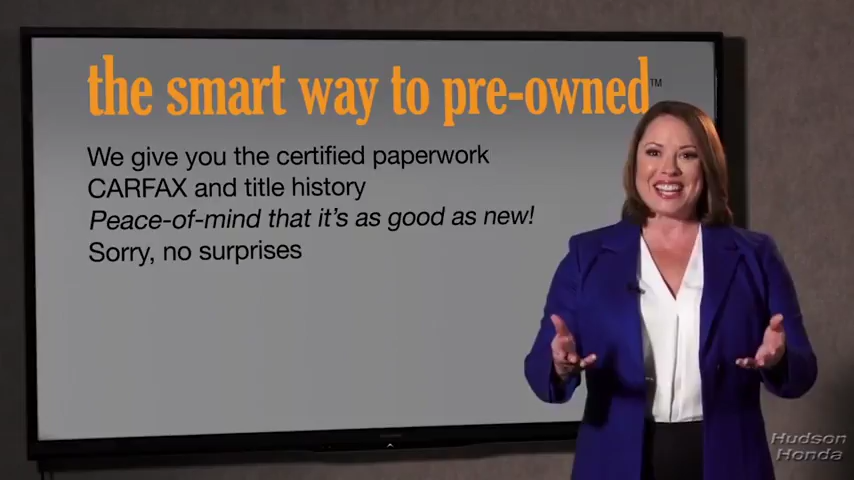 the smart way to pre-owned™
We give you the certified paperwork
CARFAX and title history
Peace-of-mind that it's as good as new!
Sorry, no surprises
Hudson
Honda